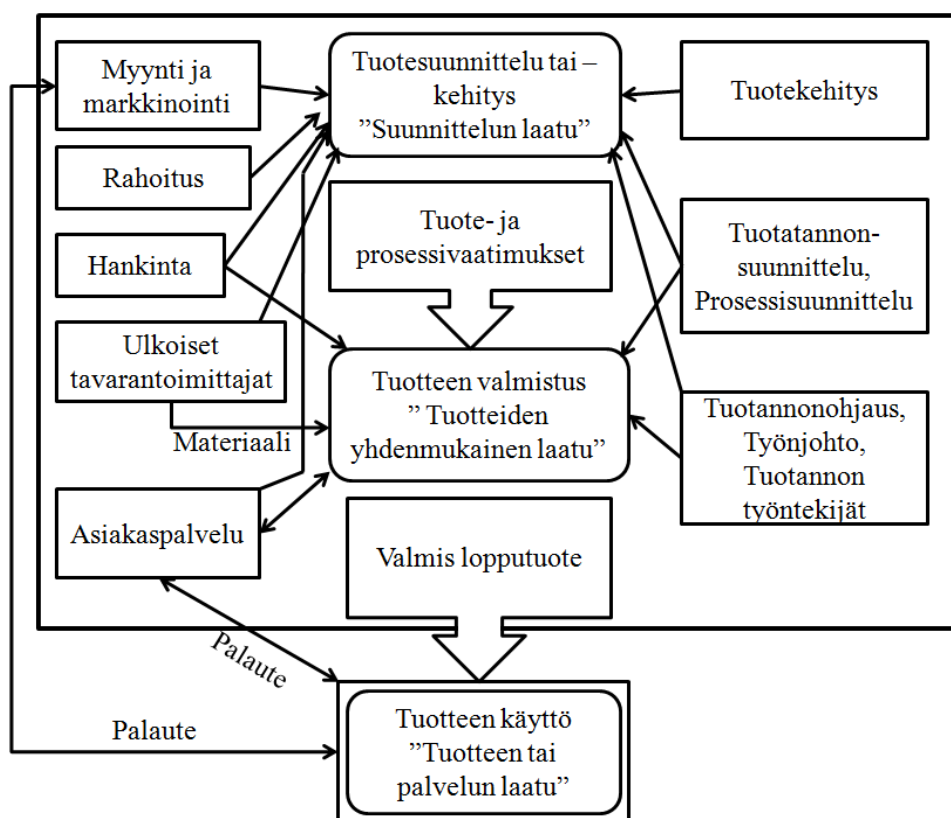 Myynti ja
markkinointi
Tuotesuunnittelu tai –
kehitys
”Suunnittelun laatu”
Tuotekehitys
Rahoitus
Hankinta
Tuote- ja
prosessivaatimukset
Tuotatannon-
suunnittelu,
Prosessisuunnittelu
Ulkoiset
tavarantoimittajat
Materiaali
Tuotteen valmistus
” Tuotteiden
yhdenmukainen laatu”
Tuotannonohjaus,
Työnjohto,
Tuotannon
työntekijät
Asiakaspalvelu
Valmis lopputuote
Palaute
Palaute
Tuotteen käyttö
”Tuotteen tai
palvelun laatu”